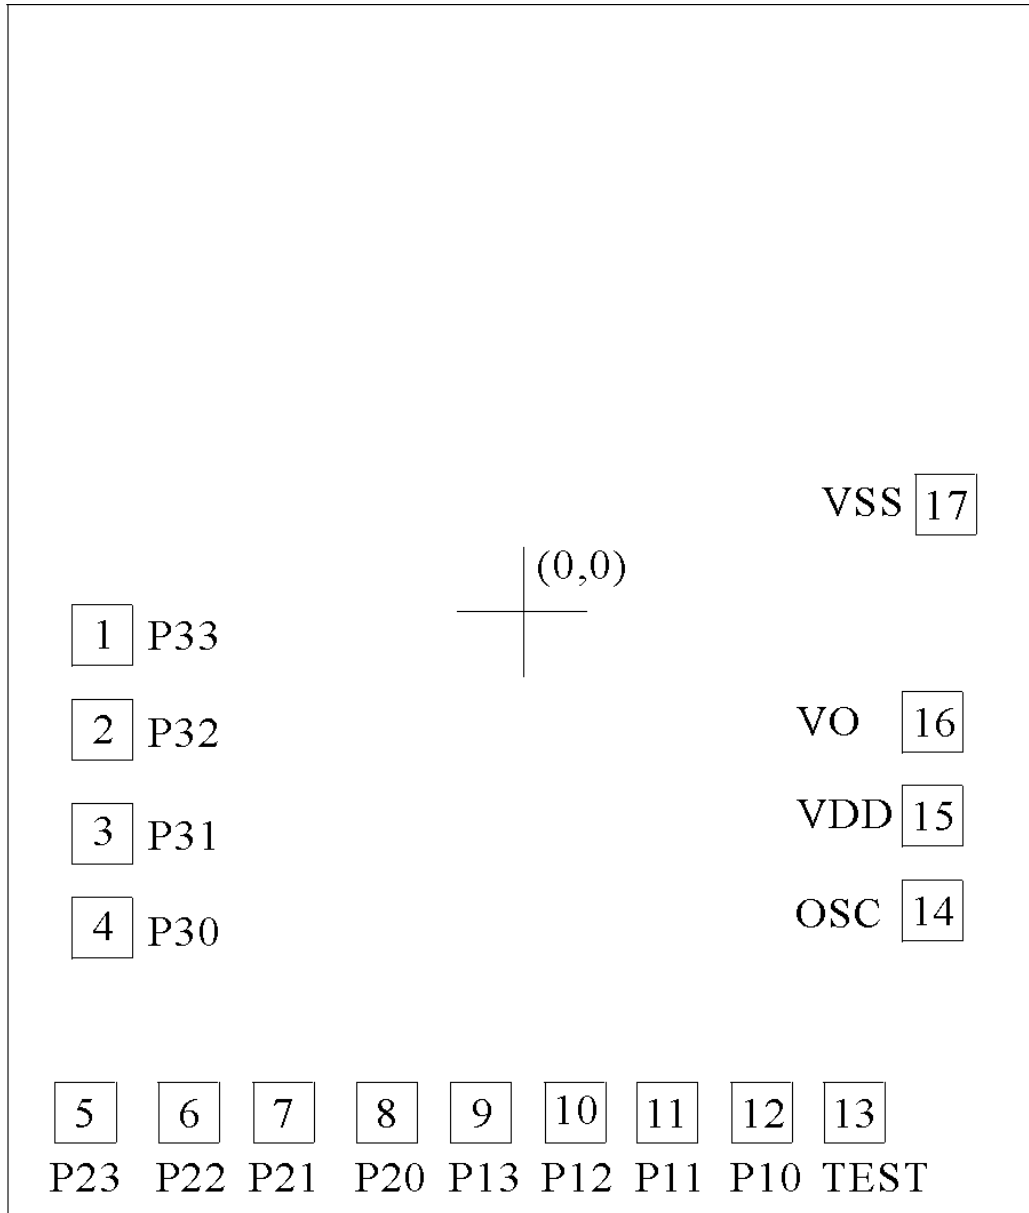 VSS 17
(0,0)
1 P33
2 P32
VO 16
3 P31
VDD 15
4 P30
OSC 14
5 6 7 8 9 10 11 12 13
P23 P22 P21 P20 P13 P12 P11 P10 TEST